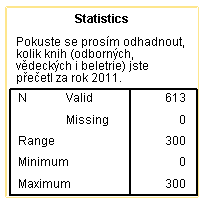 Statistics
Pokuste se prosím odhadnout,
kolik knih (odborných,
vědeckých i beletrie) jste
přečetl za rok 2011.
N Valid 613
Missing 0
Range 300
Minimum 0
Maximum 300